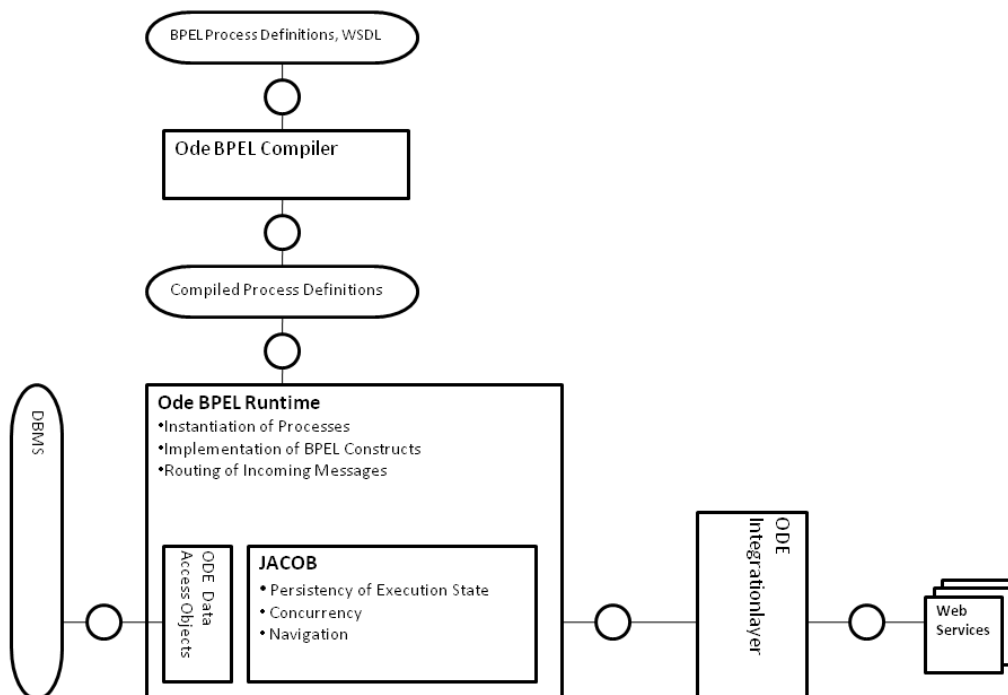 BPEL Process Definitions, WSDL
Ode BPEL Compiler
Compiled Process Definitions
DBMS
Ode BPEL Runtime
•Instantiation of Processes
•Implementation of BPEL Constructs
•Routing of Incoming Messages
ODE Data
Access Objects
JACOB
• Persistency of Execution State
• Concurrency
• Navigation
ODE
Integrationlayer
Web
Services